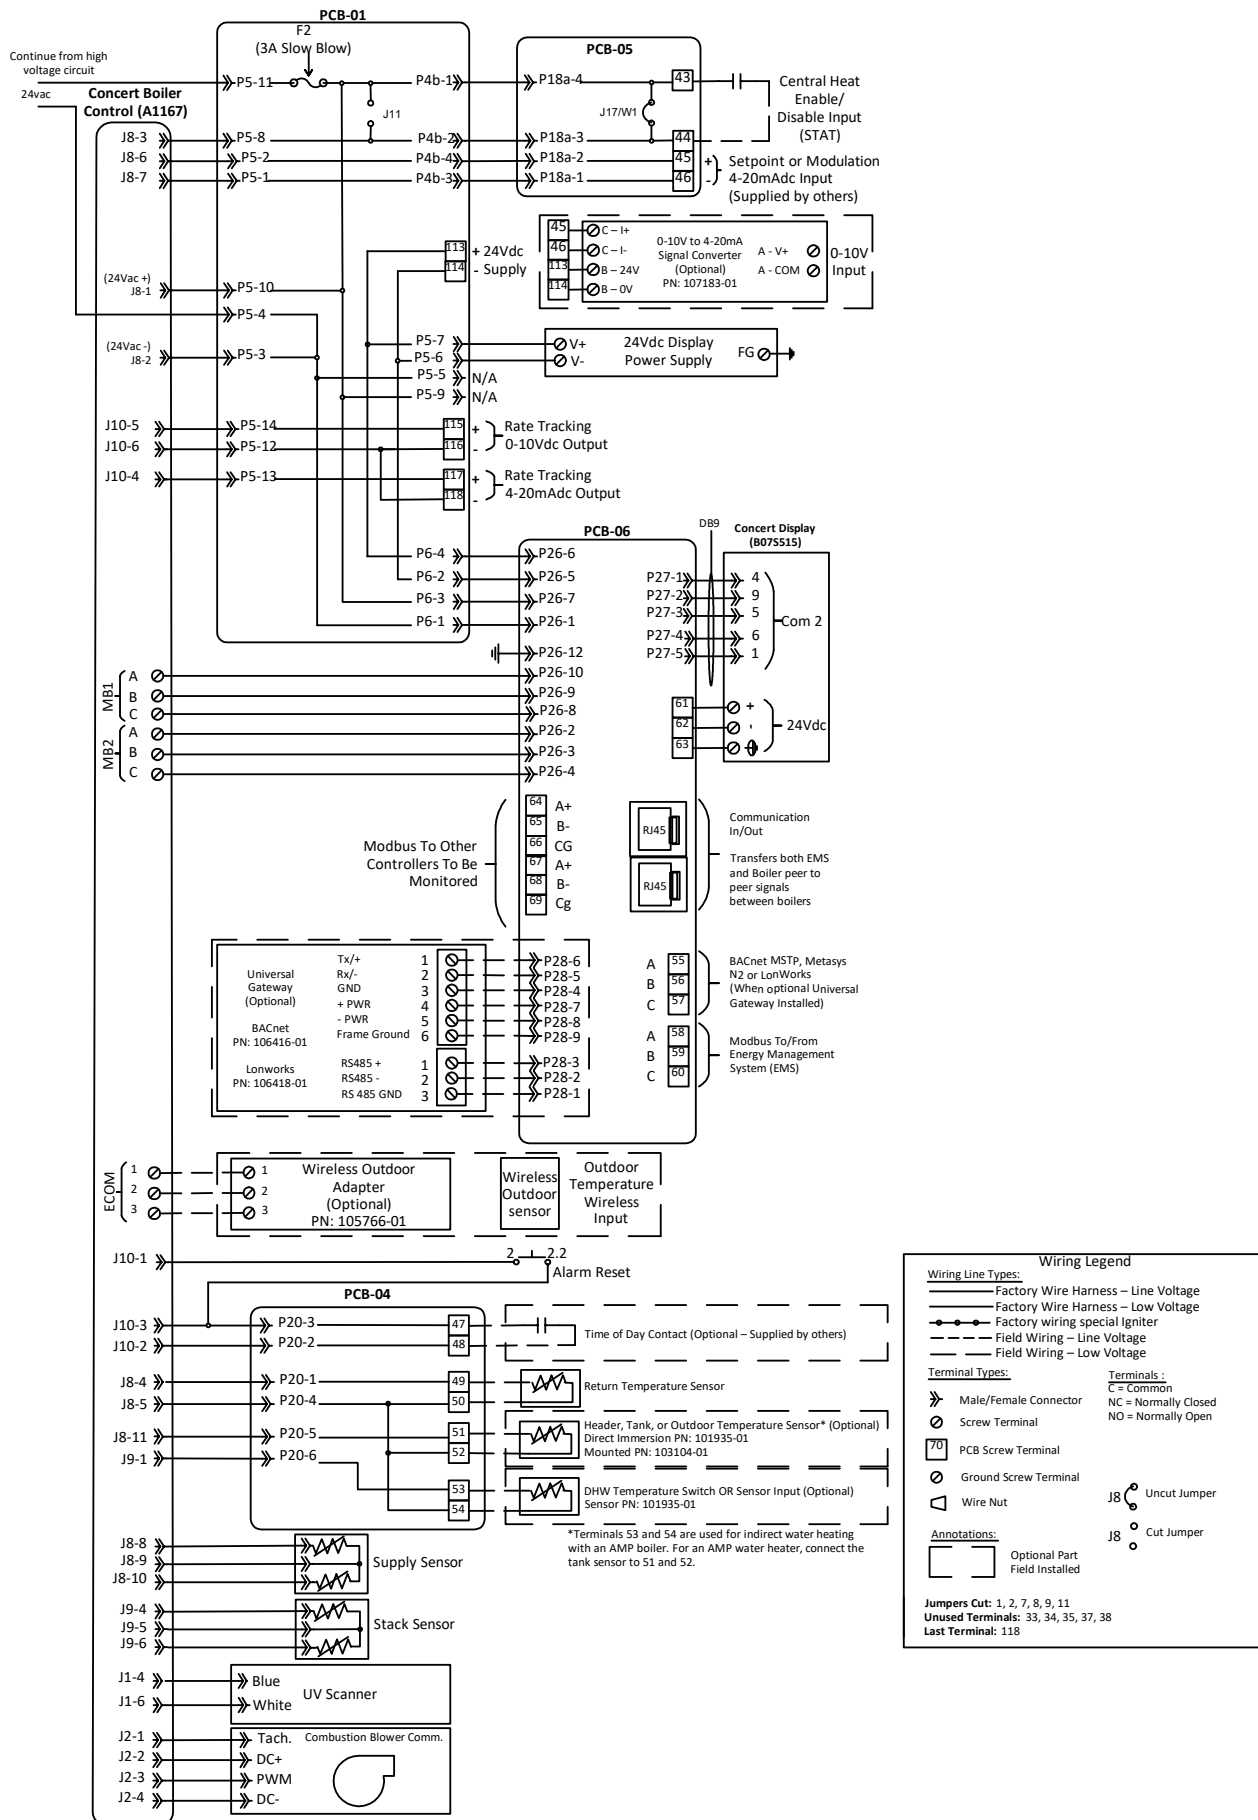 PCB-01
F2
(3A Slow Blow)
PCB-05
Continue from high
voltage circuit
24vac
Concert Boiler
Control (A1167)
P5-11
P4b-1
P18a-4
43
J11
J17/W1
Central Heat
Enable/
Disable Input
(STAT)
J8-3
P5-8
P4b-2
P18a-3
44
J8-6
P5-2
P4b-4
P18a-2
45
+
J8-7
P5-1
P4b-3
P18a-1
46
-
Setpoint or Modulation
4-20mAdc Input
(Supplied by others)
45
C – I+
46
C – I-
113
B – 24V
114
B – 0V
0-10V to 4-20mA
Signal Converter
(Optional)
PN: 107183-01
A - V+
A - COM
0-10V
Input
113
+ 24Vdc
114
- Supply
(24Vac +)
J8-1
P5-10
P5-4
(24Vac -)
J8-2
P5-3
P5-7
P5-6
P5-5
N/A
P5-9
N/A
V+
V-
24Vdc Display
Power Supply
FG
J10-5
P5-14
115
+
J10-6
P5-12
116
-
Rate Tracking
0-10Vdc Output
J10-4
P5-13
117
+
118
-
Rate Tracking
4-20mAdc Output
PCB-06
DB9
Concert Display
(B07S515)
P6-4
P26-6
P6-2
P26-5
P6-3
P26-7
P6-1
P26-1
P27-1
4
P27-2
9
P27-3
5
P27-4
6
P27-5
1
Com 2
P26-12
MB1
A
P26-10
B
P26-9
C
P26-8
MB2
A
P26-2
B
P26-3
C
P26-4
61
+
62
-
63
24Vdc
Modbus To Other
Controllers To Be
Monitored
64
A+
65
B-
66
CG
67
A+
68
B-
69
Cg
RJ45
RJ45
Communication
In/Out
Transfers both EMS
and Boiler peer to
peer signals
between boilers
Universal
Gateway
(Optional)
BACnet
PN: 106416-01
Lonworks
PN: 106418-01
Tx/+
1
P28-6
Rx/-
2
P28-5
GND
3
P28-4
+ PWR
4
P28-7
- PWR
5
P28-8
Frame Ground
6
P28-9
RS485 +
1
P28-3
RS485 -
2
P28-2
RS 485 GND
3
P28-1
A
55
B
56
C
57
BACnet MSTP, Metasys
N2 or LonWorks
(When optional Universal
Gateway Installed)
A
58
B
59
C
60
Modbus To/From
Energy Management
System (EMS)
ECOM
1
1
2
2
3
3
Wireless Outdoor
Adapter
(Optional)
PN: 105766-01
Wireless
Outdoor
sensor
Outdoor
Temperature
Wireless
Input
J10-1
2
2.2
Alarm Reset
PCB-04
J10-3
P20-3
47
J10-2
P20-2
48
Time of Day Contact (Optional – Supplied by others)
J8-4
P20-1
49
J8-5
P20-4
50
Return Temperature Sensor
J8-11
P20-5
51
J9-1
P20-6
52
Header, Tank, or Outdoor Temperature Sensor* (Optional)
Direct Immersion PN: 101935-01
Mounted PN: 103104-01
53
54
DHW Temperature Switch OR Sensor Input (Optional)
Sensor PN: 101935-01
*Terminals 53 and 54 are used for indirect water heating
with an AMP boiler. For an AMP water heater, connect the
tank sensor to 51 and 52.
J8-8
J8-9
J8-10
Supply Sensor
J9-4
J9-5
J9-6
Stack Sensor
J1-4
Blue
J1-6
White
UV Scanner
J2-1
Tach.
J2-2
DC+
J2-3
PWM
J2-4
DC-
Combustion Blower Comm.
Wiring Legend
Wiring Line Types:
Factory Wire Harness – Line Voltage
Factory Wire Harness – Low Voltage
Factory wiring special Igniter
Field Wiring – Line Voltage
Field Wiring – Low Voltage
Terminal Types:
Male/Female Connector
Screw Terminal
70
PCB Screw Terminal
Ground Screw Terminal
Wire Nut
Terminals :
C = Common
NC = Normally Closed
NO = Normally Open
J8
Uncut Jumper
J8
Cut Jumper
Annotations:
Optional Part
Field Installed
Jumpers Cut: 1, 2, 7, 8, 9, 11
Unused Terminals: 33, 34, 35, 37, 38
Last Terminal: 118